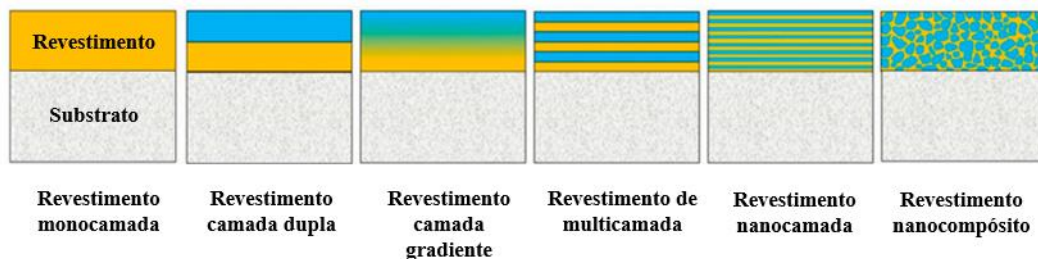 Revestimento
Substrato
Revestimento
monocamada
Revestimento
camada dupla
Revestimento
camada
gradiente
Revestimento de
multicamada
Revestimento
nanocamada
Revestimento
nanocompósito